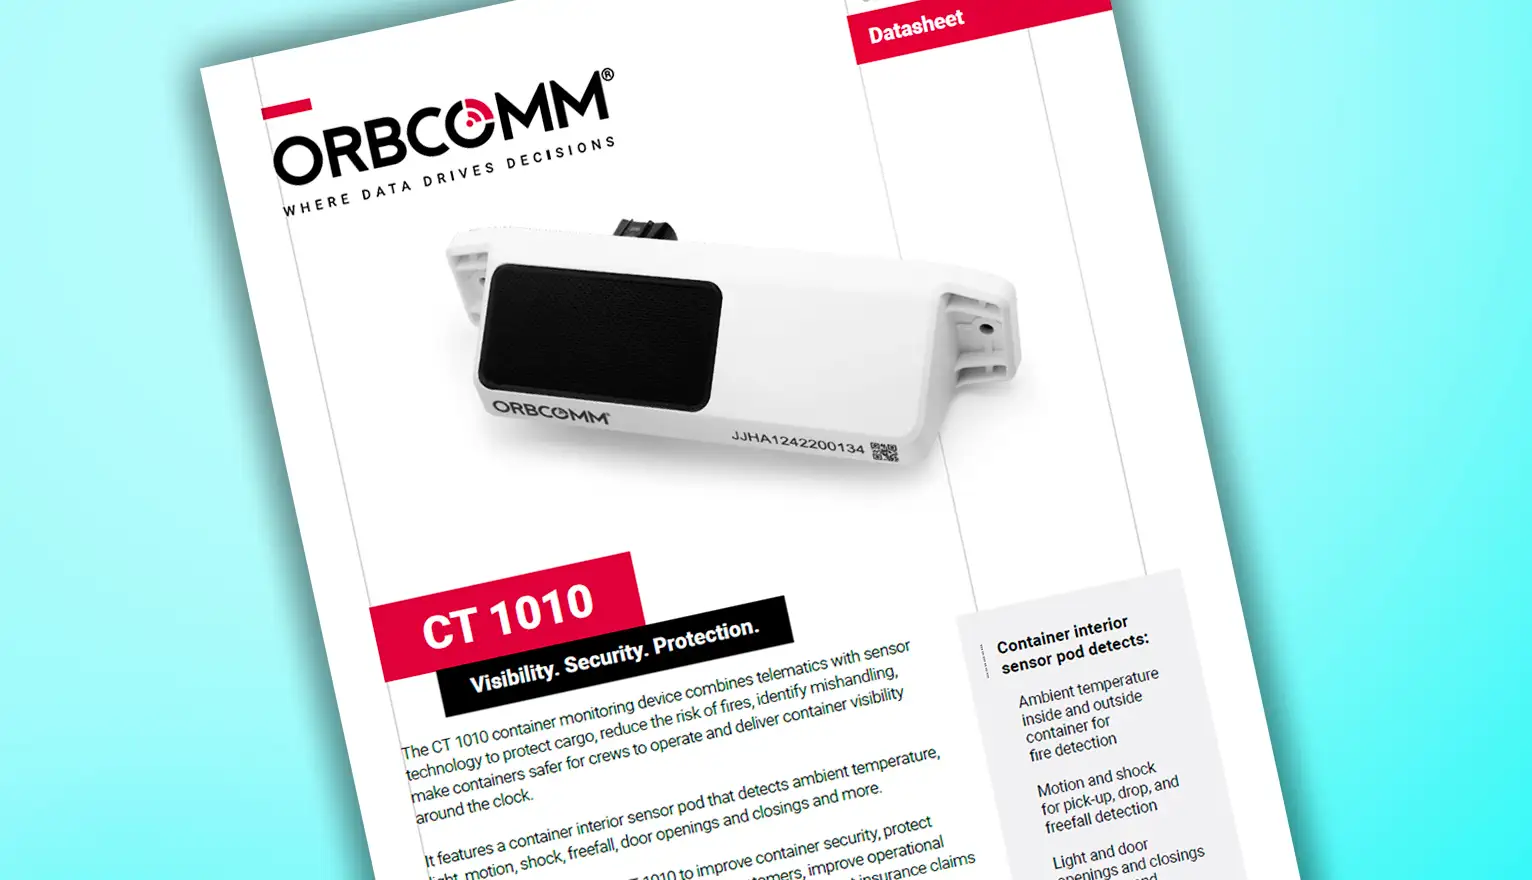 Datasheet
ORBCOMM®
WHERE DATA DRIVES DECISIONS
ORBCOMM
JJHA1242200134
CT 1010
Visibility. Security. Protection.
The CT 1010 container monitoring device combines telematics with sensor
technology to protect cargo, reduce the risk of fires, identify mishandling,
make containers safer for crews to operate and deliver container visibility
around the clock.
It features a container interior sensor pod that detects ambient temperature,
light, motion, shock, freefall, door openings and closings and more.
1010 to improve container security, protect
improve operational
insurance claims
Container interior
sensor pod detects:
Ambient temperature
inside and outside
container for
fire detection
Motion and shock
for pick-up, drop, and
freefall detection
Light and door
openings and closings